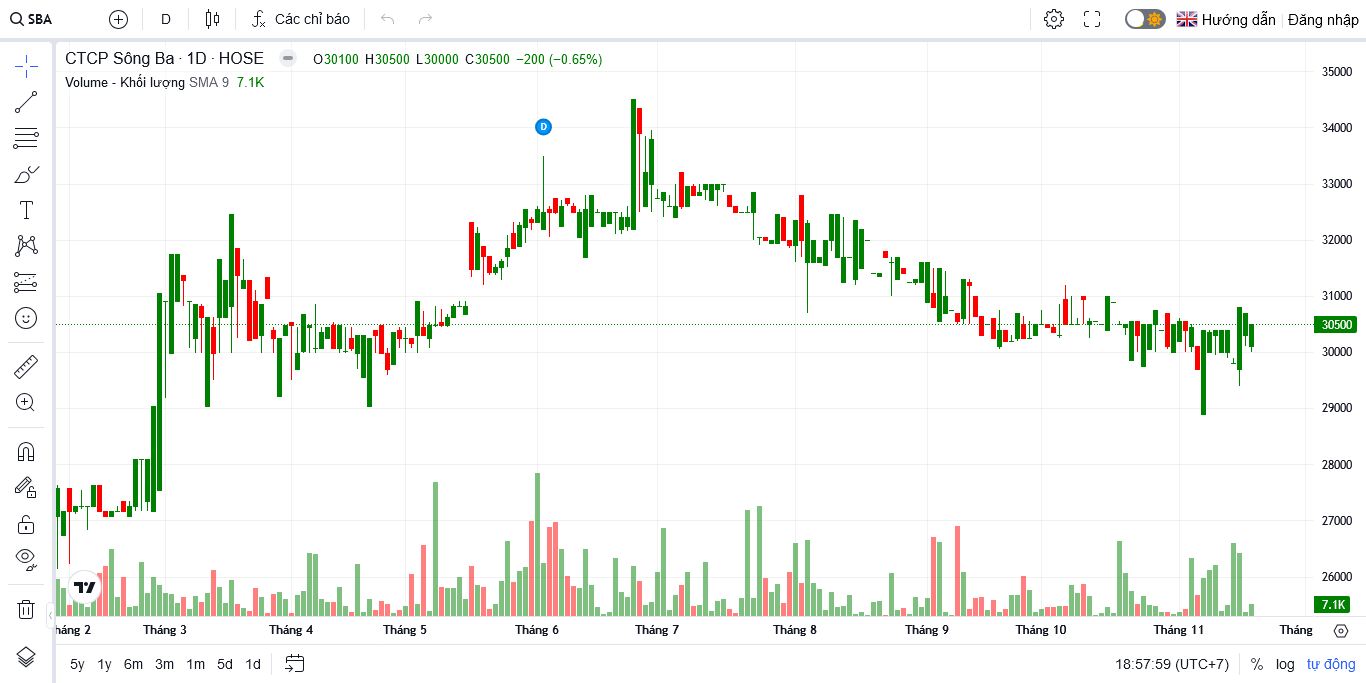 SBA D Các chỉ báo Hướng dẫn Đăng nhập
CTCP Sông Ba · 1D · HOSE O30100 H30500 L30000 C30500 −200 (−0.65%)
Volume - Khối lượng SMA 9 7.1K
D
35000
34000
33000
32000
31000
30500
30000
29000
28000
27000
26000
7.1K
háng 2 Tháng 3 Tháng 4 Tháng 5 Tháng 6 Tháng 7 Tháng 8 Tháng 9 Tháng 10 Tháng 11 Tháng
5y 1y 6m 3m 1m 5d 1d 18:57:59 (UTC+7) % log tự động